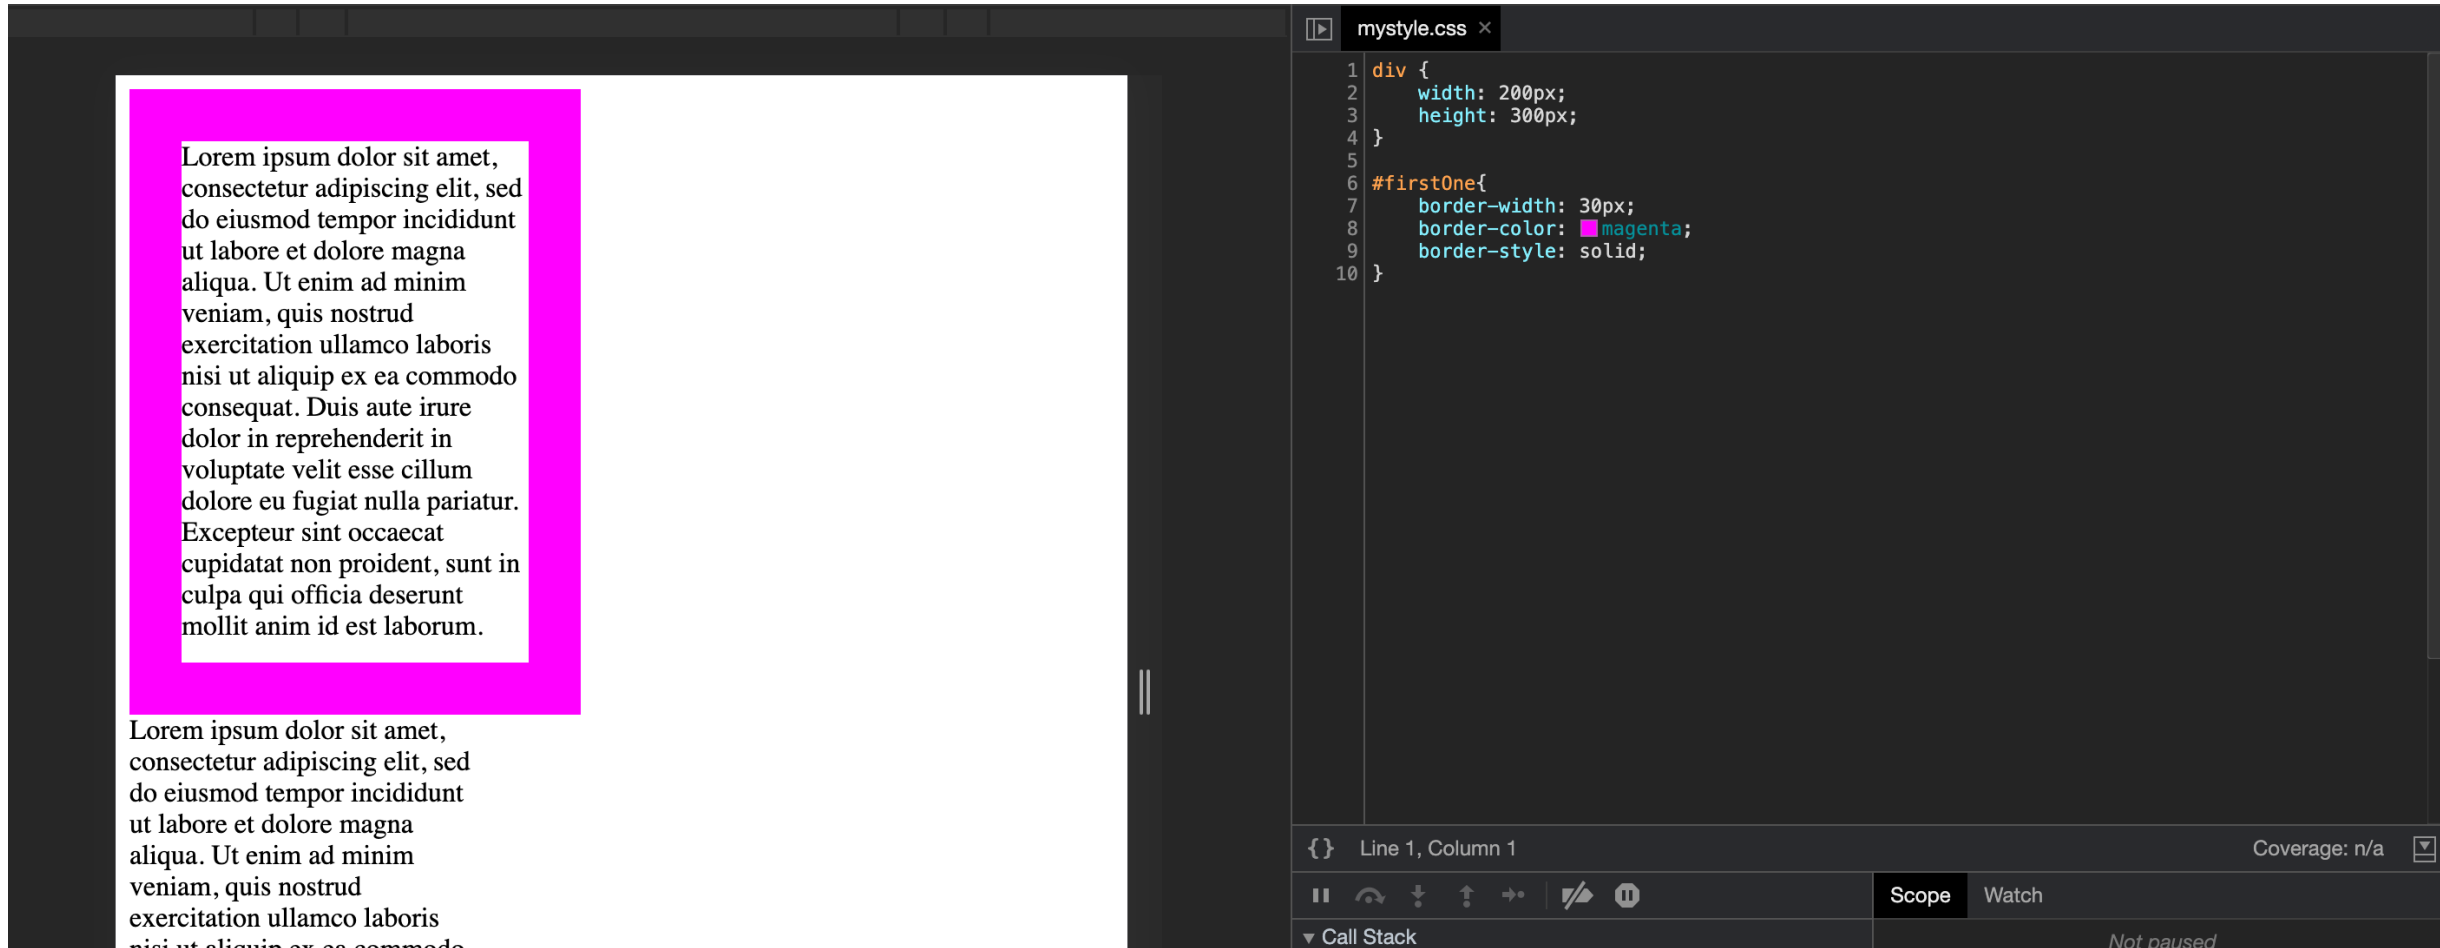 Lorem ipsum dolor sit amet,
consectetur adipiscing elit, sed
do eiusmod tempor incididunt
ut labore et dolore magna
aliqua. Ut enim ad minim
veniam, quis nostrud
exercitation ullamco laboris
nisi ut aliquip ex ea commodo
consequat. Duis aute irure
dolor in reprehenderit in
voluptate velit esse cillum
dolore eu fugiat nulla pariatur.
Excepteur sint occaecat
cupidatat non proident, sunt in
culpa qui officia deserunt
mollit anim id est laborum.
Lorem ipsum dolor sit amet,
consectetur adipiscing elit, sed
do eiusmod tempor incididunt
ut labore et dolore magna
aliqua. Ut enim ad minim
veniam, quis nostrud
exercitation ullamco laboris
nisi ut aliquip ex ea commodo
mystyle.css ×
1 div {
2     width: 200px;
3     height: 300px;
4 }
5
6 #firstOne{
7     border-width: 30px;
8     border-color: magenta;
9     border-style: solid;
10 }
{} Line 1, Column 1
Coverage: n/a
Scope Watch
Call Stack
Not paused